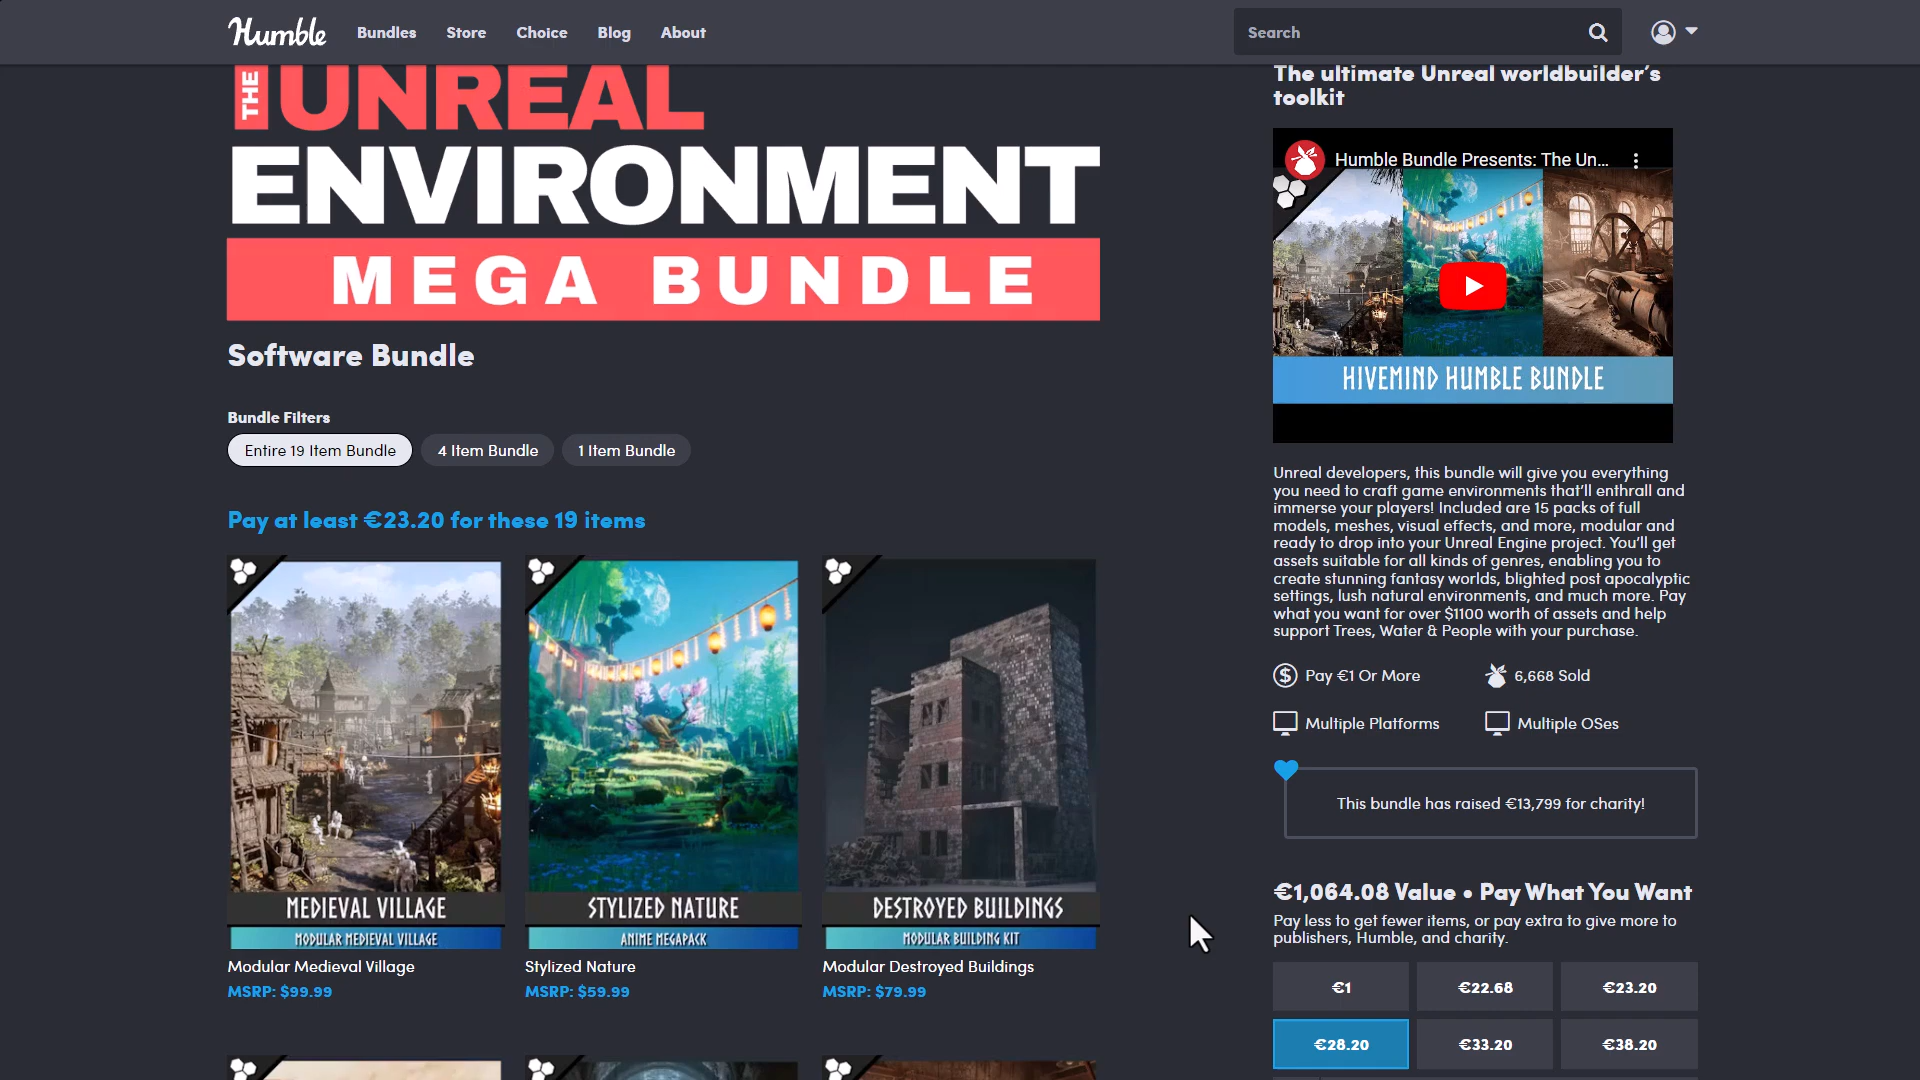 Humble
Bundles
Store
Choice
Blog
About
Search
THE UNREAL
ENVIRONMENT
MEGA BUNDLE
Software Bundle
Bundle Filters
Entire 19 Item Bundle
4 Item Bundle
1 Item Bundle
Pay at least €23.20 for these 19 items
MEDIEVAL VILLAGE
MODULAR MEDIEVAL VILLAGE
Modular Medieval Village
MSRP: $99.99
STYLIZED NATURE
ANIME MEGAPACK
Stylized Nature
MSRP: $59.99
DESTROYED BUILDINGS
MODULAR BUILDING KIT
Modular Destroyed Buildings
MSRP: $79.99
The ultimate Unreal worldbuilder's
toolkit
Humble Bundle Presents: The Un...
HIVEMIND HUMBLE BUNDLE
Unreal developers, this bundle will give you everything
you need to craft game environments that'll enthrall and
immerse your players! Included are 15 packs of full
models, meshes, visual effects, and more, modular and
ready to drop into your Unreal Engine project. You'll get
assets suitable for all kinds of genres, enabling you to
create stunning fantasy worlds, blighted post apocalyptic
settings, lush natural environments, and much more. Pay
what you want for over $1100 worth of assets and help
support Trees, Water & People with your purchase.
Pay €1 Or More
6,668 Sold
Multiple Platforms
Multiple OSes
This bundle has raised €13,799 for charity!
€1,064.08 Value • Pay What You Want
Pay less to get fewer items, or pay extra to give more to
publishers, Humble, and charity.
€1
€22.68
€23.20
€28.20
€33.20
€38.20